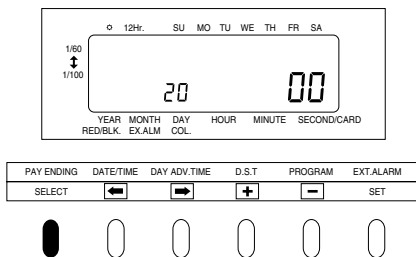 ☼ 12Hr. SU MO TU WE TH FR SA
1/60
1/100
20 00
YEAR MONTH DAY HOUR MINUTE SECOND/CARD
RED/BLK. EX.ALM COL.
PAY ENDING DATE/TIME DAY ADV.TIME D.S.T PROGRAM EXT.ALARM
SELECT ← → + − SET